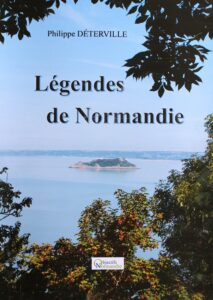 Philippe DÉTERVILLE
Légendes
de Normandie